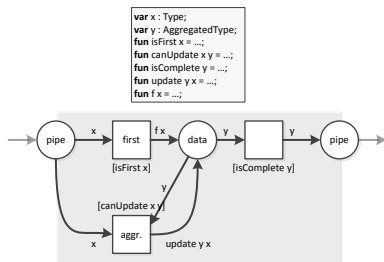 var x : Type;
var y : AggregatedType;
fun isFirst x = ...;
fun canUpdate x y = ...;
fun isComplete y = ...;
fun update y x = ...;
fun f x = ...;
pipe
x
first
f x
data
y
y
pipe
[isFirst x]
[isComplete y]
y
[canUpdate x y]
aggr.
x
update y x